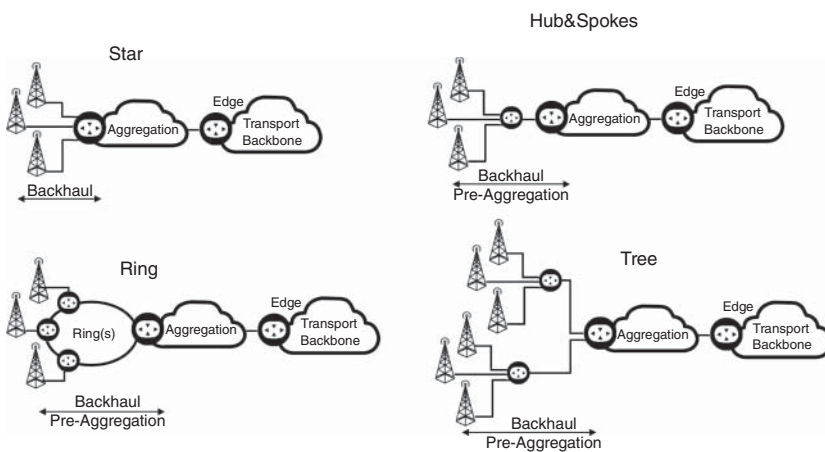 Star
Edge
Aggregation
Transport
Backbone
Backhaul
Hub&Spokes
Edge
Aggregation
Transport
Backbone
Backhaul
Pre-Aggregation
Ring
Edge
Ring(s)
Aggregation
Transport
Backbone
Backhaul
Pre-Aggregation
Tree
Edge
Aggregation
Transport
Backbone
Backhaul
Pre-Aggregation